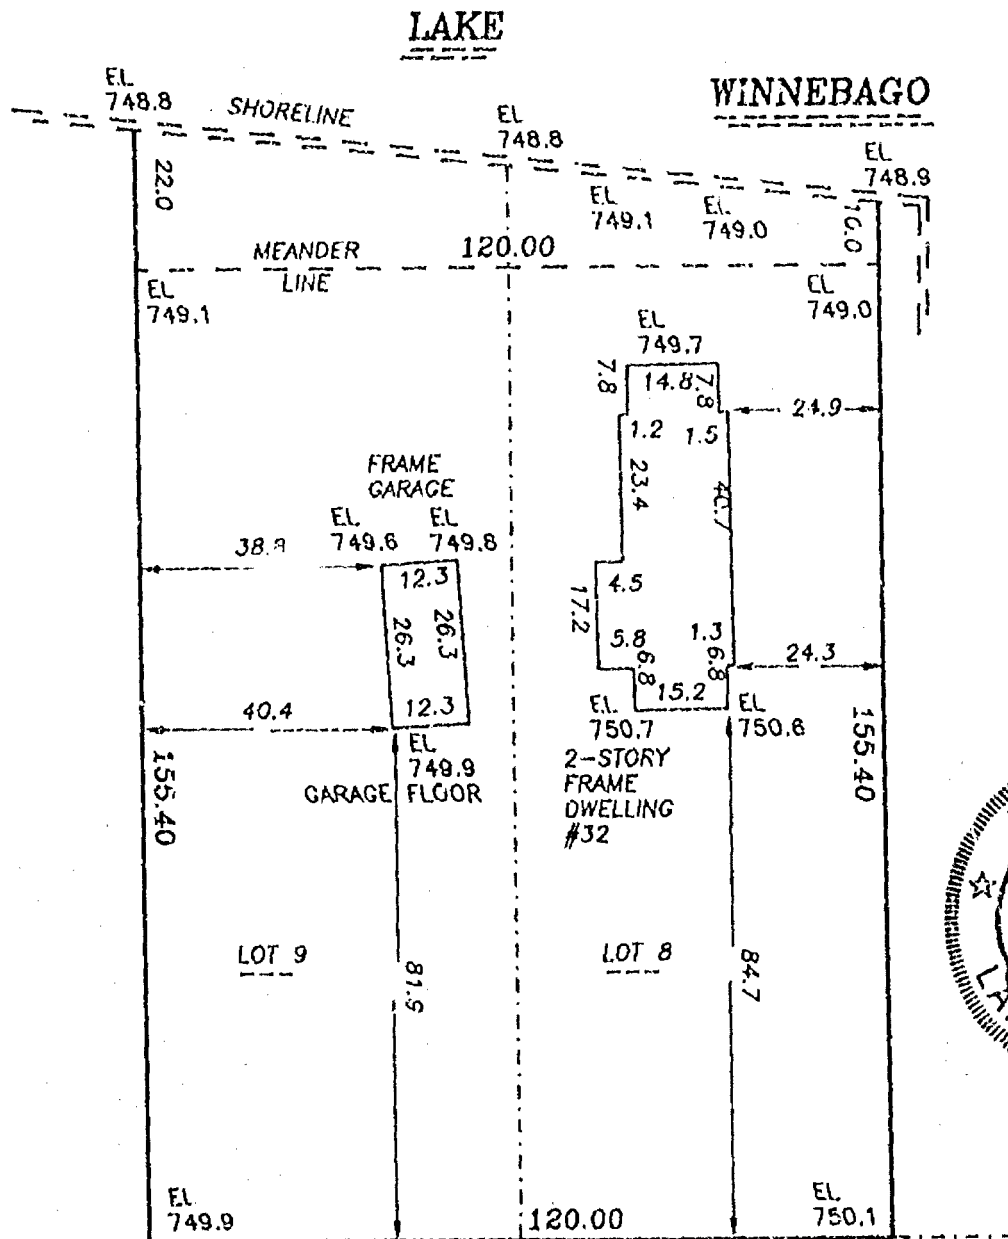 LAKE
WINNEBAGO
EL
748.8
SHORELINE
EL
748.8
EL
748.9
22.0
EL
749.1
EL
749.0
10.0
MEANDER
LINE
120.00
EL
749.1
EL
749.0
EL
749.7
7.8
14.8
7.8
24.9
1.2
1.5
23.4
40.7
FRAME
GARAGE
EL
749.6
EL
749.8
38.9
12.3
26.3
26.3
12.3
40.4
4.5
17.2
5.8
1.3
6.8
6.8
15.2
24.3
EL
750.7
EL
750.6
EL
749.9
GARAGE FLOOR
2-STORY
FRAME
DWELLING
#32
155.40
155.40
LOT 9
LOT 8
81.9
84.7
EL
749.9
120.00
EL
750.1